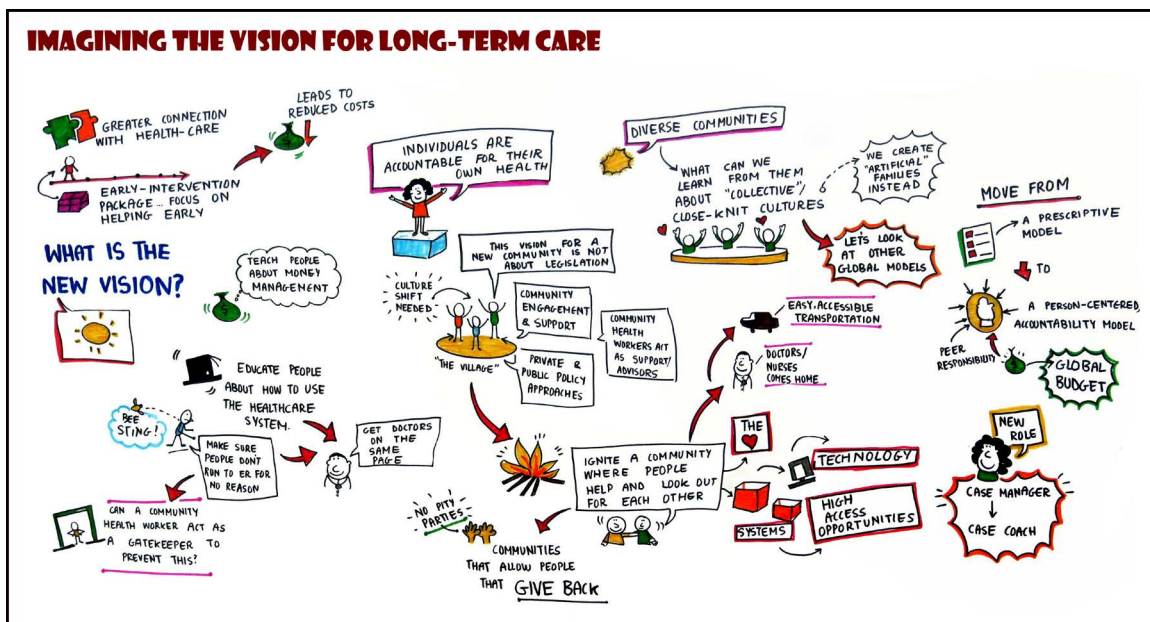 IMAGINING THE VISION FOR LONG-TERM CARE
GREATER CONNECTION
WITH HEALTH-CARE
LEADS TO
REDUCED COSTS
EARLY-INTERVENTION
PACKAGE... FOCUS ON
HELPING EARLY
WHAT IS THE
NEW VISION?
TEACH PEOPLE
ABOUT MONEY
MANAGEMENT
EDUCATE PEOPLE
ABOUT HOW TO USE
THE HEALTHCARE
SYSTEM.
BEE
STING!
MAKE SURE
PEOPLE DON'T
RUN TO ER FOR
NO REASON
GET DOCTORS
ON THE
SAME
PAGE
CAN A COMMUNITY
HEALTH WORKER ACT AS
A GATEKEEPER TO
PREVENT THIS?
INDIVIDUALS ARE
ACCOUNTABLE FOR THEIR
OWN HEALTH
THIS VISION FOR A
NEW COMMUNITY IS NOT
ABOUT LEGISLATION
CULTURE
SHIFT
NEEDED
COMMUNITY
ENGAGEMENT
& SUPPORT
COMMUNITY
HEALTH
WORKERS ACT
AS SUPPORT/
ADVISORS
"THE VILLAGE"
PRIVATE &
PUBLIC POLICY
APPROACHES
IGNITE A COMMUNITY
WHERE PEOPLE
HELP AND LOOK OUT
FOR EACH OTHER
NO PITY
PARTIES
COMMUNITIES
THAT ALLOW PEOPLE
THAT GIVE BACK
DIVERSE COMMUNITIES
WHAT CAN WE
LEARN FROM THEM
ABOUT "COLLECTIVE"/
CLOSE-KNIT CULTURES
WE CREATE
"ARTIFICIAL"
FAMILIES
INSTEAD
LET'S LOOK
AT OTHER
GLOBAL MODELS
EASY, ACCESSIBLE
TRANSPORTATION
DOCTORS/
NURSES
COMES HOME
THE
TECHNOLOGY
SYSTEMS
HIGH
ACCESS
OPPORTUNITIES
MOVE FROM
A PRESCRIPTIVE
MODEL
TO
A PERSON-CENTERED,
ACCOUNTABILITY MODEL
PEER
RESPONSIBILITY
GLOBAL
BUDGET
NEW
ROLE
CASE MANAGER
CASE COACH